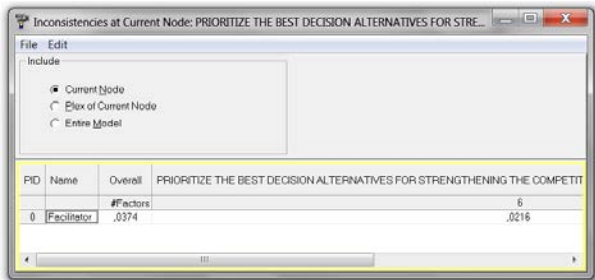 Inconsistencies at Current Node: PRIORITIZE THE BEST DECISION ALTERNATIVES FOR STRE...
File Edit
Include
Current Node
Plex of Current Node
Entire Model
PID Name Overall PRIORITIZE THE BEST DECISION ALTERNATIVES FOR STRENGTHENING THE COMPETIT
#Factors 6
0 Facilitator .0374 .0216